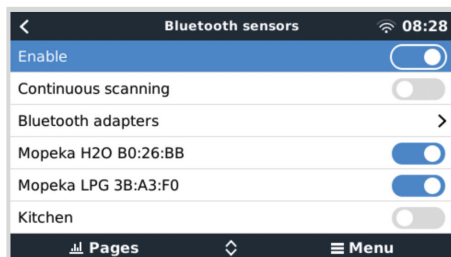 Bluetooth sensors 08:28
Enable
Continuous scanning
Bluetooth adapters
Mopeka H2O B0:26:BB
Mopeka LPG 3B:A3:F0
Kitchen
Pages Menu